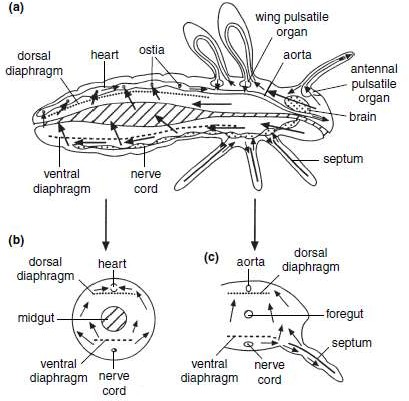 (a)
wing pulsatile
organ
ostia
heart
aorta
dorsal
diaphragm
antennal
pulsatile
organ
brain
septum
ventral
diaphragm
nerve
cord
(b)
dorsal
diaphragm
heart
midgut
ventral
diaphragm
nerve
cord
(c)
aorta
dorsal
diaphragm
foregut
septum
ventral
diaphragm
nerve
cord